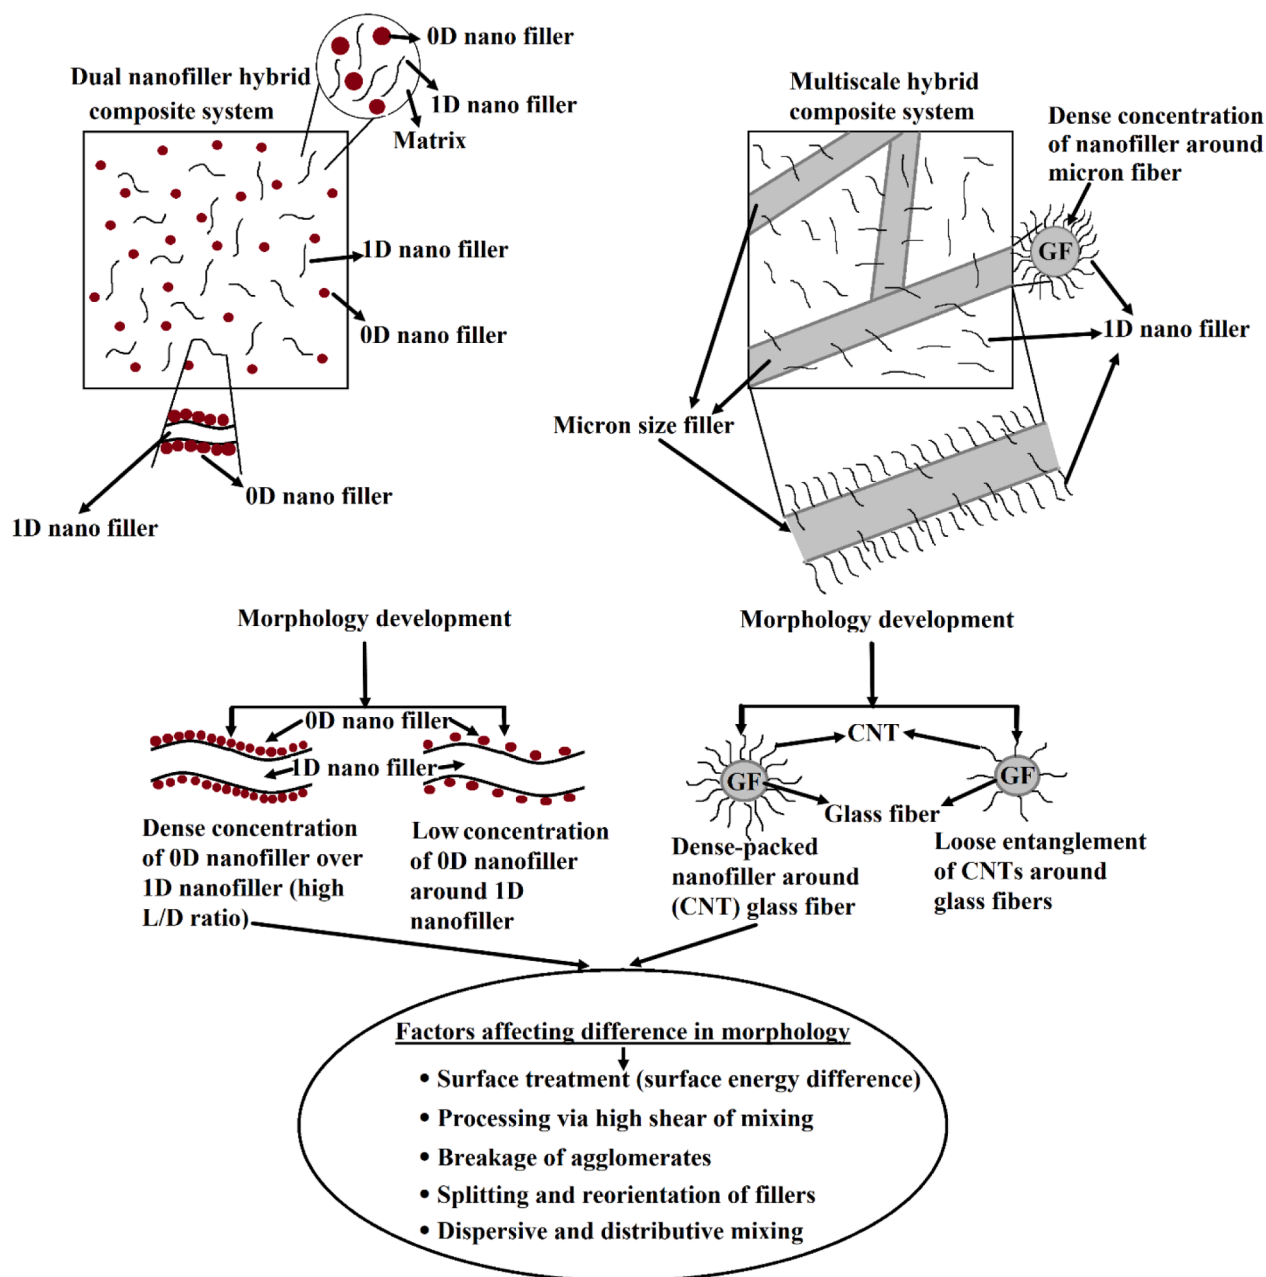 0D nano filler
Dual nanofiller hybrid
composite system
1D nano filler
Matrix
1D nano filler
0D nano filler
0D nano filler
1D nano filler
Multiscale hybrid
composite system
Dense concentration
of nanofiller around
micron fiber
GF
1D nano filler
Micron size filler
Morphology development
0D nano filler
1D nano filler
Dense concentration
of 0D nanofiller over
1D nanofiller (high
L/D ratio)
Low concentration
of 0D nanofiller
around 1D
nanofiller
Morphology development
CNT
GF
GF
Glass fiber
Dense-packed
nanofiller around
(CNT) glass fiber
Loose entanglement
of CNTs around
glass fibers
Factors affecting difference in morphology
• Surface treatment (surface energy difference)
• Processing via high shear of mixing
• Breakage of agglomerates
• Splitting and reorientation of fillers
• Dispersive and distributive mixing